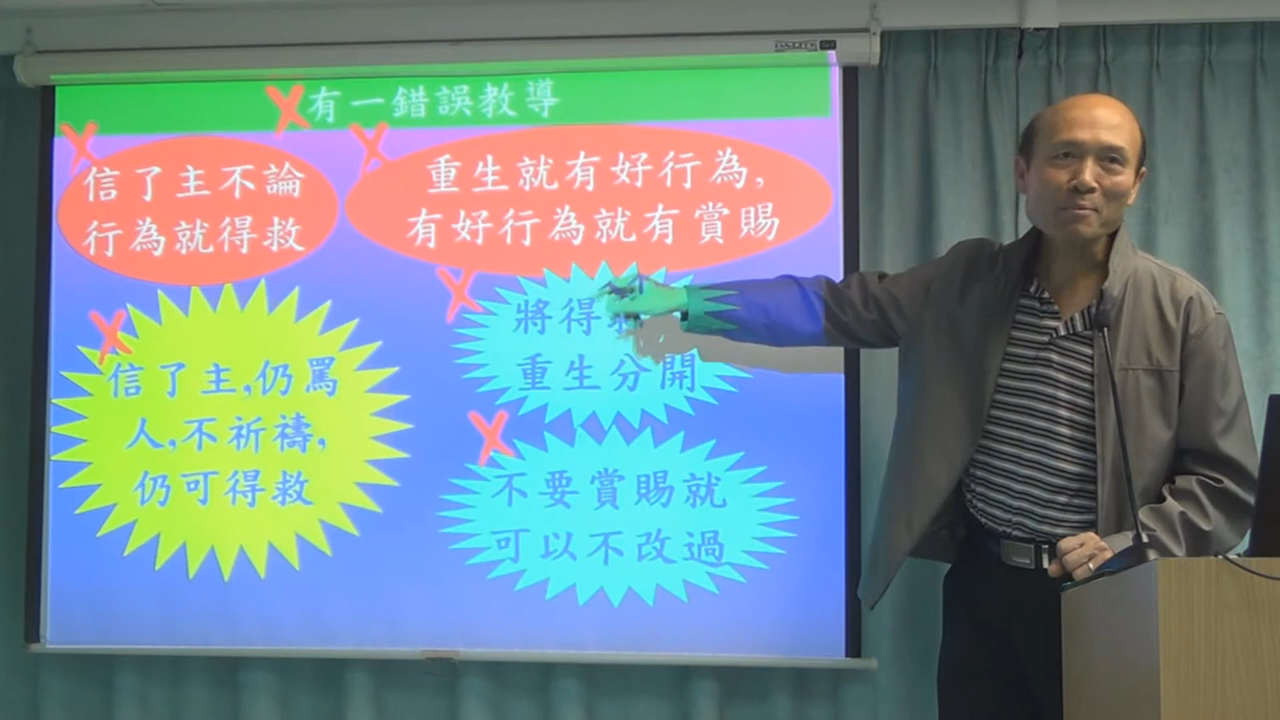 有一錯誤教導
信了主不論
行為就得救
重生就有好行為,
有好行為就有賞賜
信了主,仍罵
人,不祈禱,
仍可得救
將得
重生分開
不要賞賜就
可以不改過